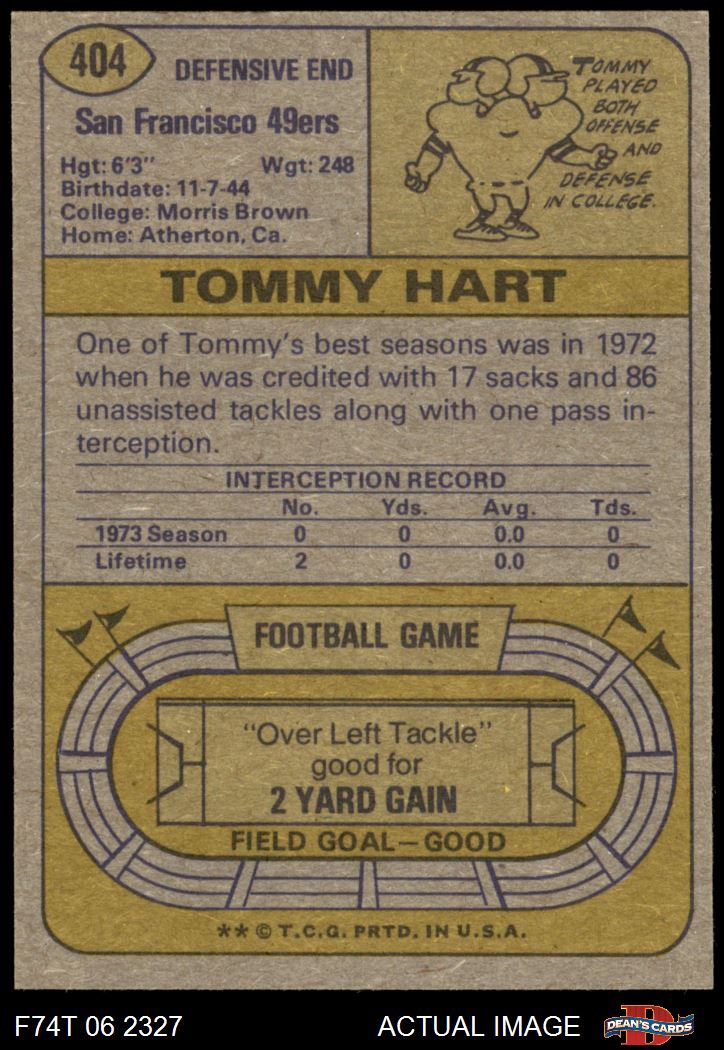 404
DEFENSIVE END
San Francisco 49ers
Hgt: 6'3" Wgt: 248
Birthdate: 11-7-44
College: Morris Brown
Home: Atherton, Ca.
TOMMY
PLAYED
BOTH
OFFENSE
AND
DEFENSE
IN COLLEGE.
TOMMY HART
One of Tommy's best seasons was in 1972
when he was credited with 17 sacks and 86
unassisted tackles along with one pass in-
terception.
INTERCEPTION RECORD
No. Yds. Avg. Tds.
1973 Season 0 0 0.0 0
Lifetime 2 0 0.0 0
FOOTBALL GAME
"Over Left Tackle"
good for
2 YARD GAIN
FIELD GOAL—GOOD
** © T.C.G. PRTD. IN U.S.A.
F74T 06 2327 ACTUAL IMAGE
D
DEAN'S CARDS